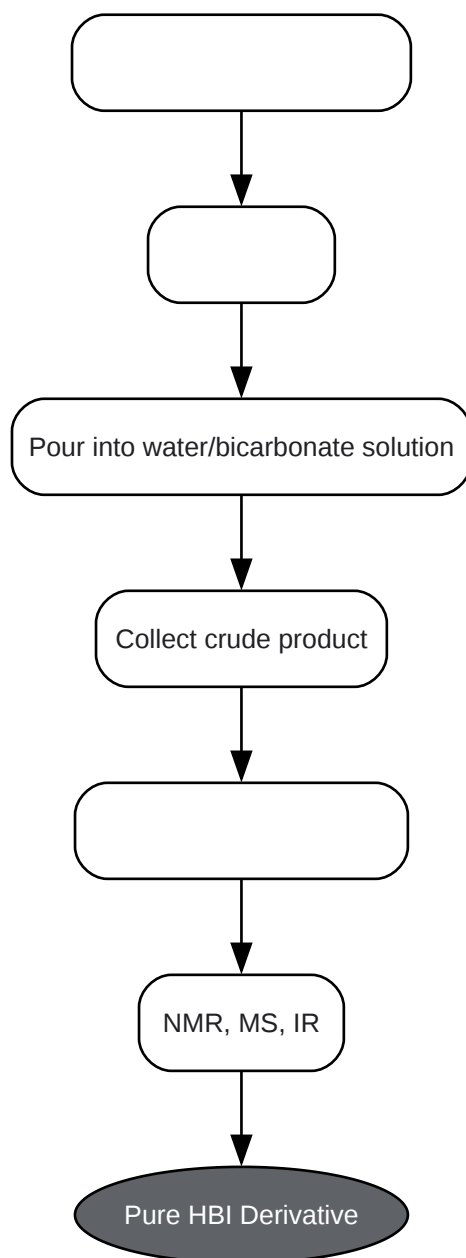 Pour into water/bicarbonate solution
Collect crude product
NMR, MS, IR
Pure HBI Derivative